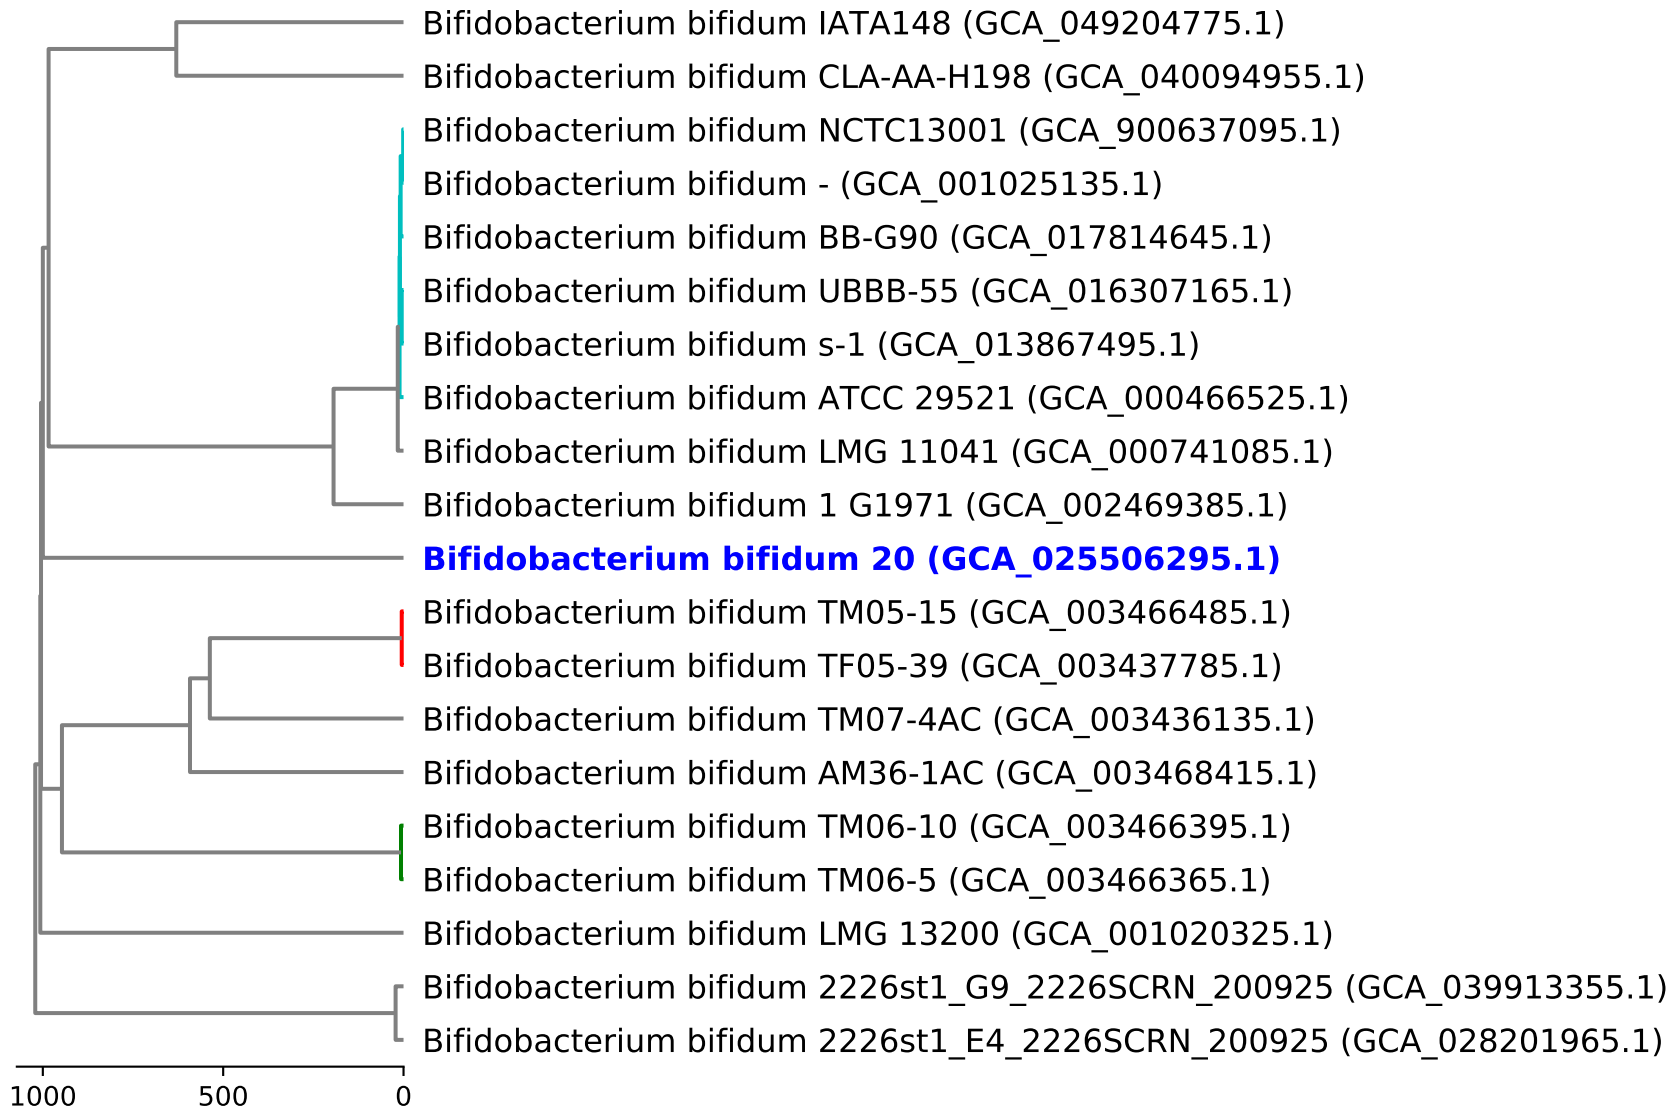 Bifidobacterium bifidum IATA148 (GCA_049204775.1)
Bifidobacterium bifidum CLA-AA-H198 (GCA_040094955.1)
Bifidobacterium bifidum NCTC13001 (GCA_900637095.1)
Bifidobacterium bifidum - (GCA_001025135.1)
Bifidobacterium bifidum BB-G90 (GCA_017814645.1)
Bifidobacterium bifidum UBBB-55 (GCA_016307165.1)
Bifidobacterium bifidum s-1 (GCA_013867495.1)
Bifidobacterium bifidum ATCC 29521 (GCA_000466525.1)
Bifidobacterium bifidum LMG 11041 (GCA_000741085.1)
Bifidobacterium bifidum 1 G1971 (GCA_002469385.1)
Bifidobacterium bifidum 20 (GCA_025506295.1)
Bifidobacterium bifidum TM05-15 (GCA_003466485.1)
Bifidobacterium bifidum TF05-39 (GCA_003437785.1)
Bifidobacterium bifidum TM07-4AC (GCA_003436135.1)
Bifidobacterium bifidum AM36-1AC (GCA_003468415.1)
Bifidobacterium bifidum TM06-10 (GCA_003466395.1)
Bifidobacterium bifidum TM06-5 (GCA_003466365.1)
Bifidobacterium bifidum LMG 13200 (GCA_001020325.1)
Bifidobacterium bifidum 2226st1_G9_2226SCRN_200925 (GCA_039913355.1)
Bifidobacterium bifidum 2226st1_E4_2226SCRN_200925 (GCA_028201965.1)
1000 500 0